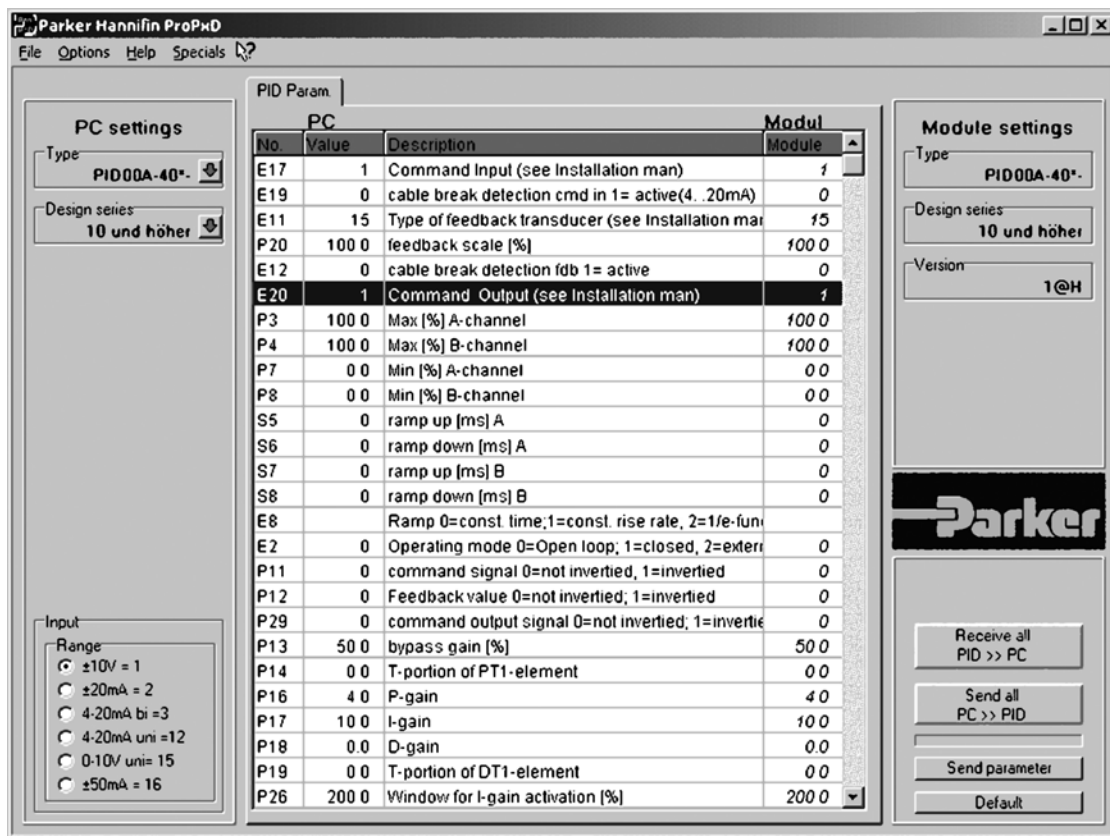 Parker Hannifin ProPxD
File Options Help Specials
PC settings
Type
PID00A-40*-
Design series
10 und höher
Input
Range
±10V = 1
±20mA = 2
4-20mA bi =3
4-20mA uni =12
0-10V uni= 15
±50mA = 16
PID Param.
PC Modul
No. Value Description Module
E17 1 Command Input (see Installation man) 1
E19 0 cable break detection cmd in 1= active(4. .20mA) 0
E11 15 Type of feedback transducer (see Installation mar 15
P20 100 0 feedback scale [%] 100 0
E12 0 cable break detection fdb 1= active 0
E20 1 Command Output (see Installation man) 1
P3 100 0 Max [%] A-channel 100 0
P4 100 0 Max [%] B-channel 100 0
P7 0 0 Min [%] A-channel 0 0
P8 0 0 Min [%] B-channel 0 0
S5 0 ramp up [ms] A 0
S6 0 ramp down [ms] A 0
S7 0 ramp up [ms] B 0
S8 0 ramp down [ms] B 0
E8 Ramp 0=const. time;1=const. rise rate, 2=1/e-fun
E2 0 Operating mode 0=Open loop; 1=closed, 2=extern 0
P11 0 command signal 0=not invertied, 1=invertied 0
P12 0 Feedback value 0=not invertied; 1=invertied 0
P29 0 command output signal 0=not invertied; 1=invertie 0
P13 50 0 bypass gain [%] 50 0
P14 0 0 T-portion of PT1-element 0 0
P16 4 0 P-gain 4 0
P17 10 0 I-gain 10 0
P18 0.0 D-gain 0.0
P19 0 0 T-portion of DT1-element 0 0
P26 200 0 Window for I-gain activation [%] 200 0
Module settings
Type
PID00A-40*-
Design series
10 und höher
Version
1@H
Parker
Receive all
PID >> PC
Send all
PC >> PID
Send parameter
Default